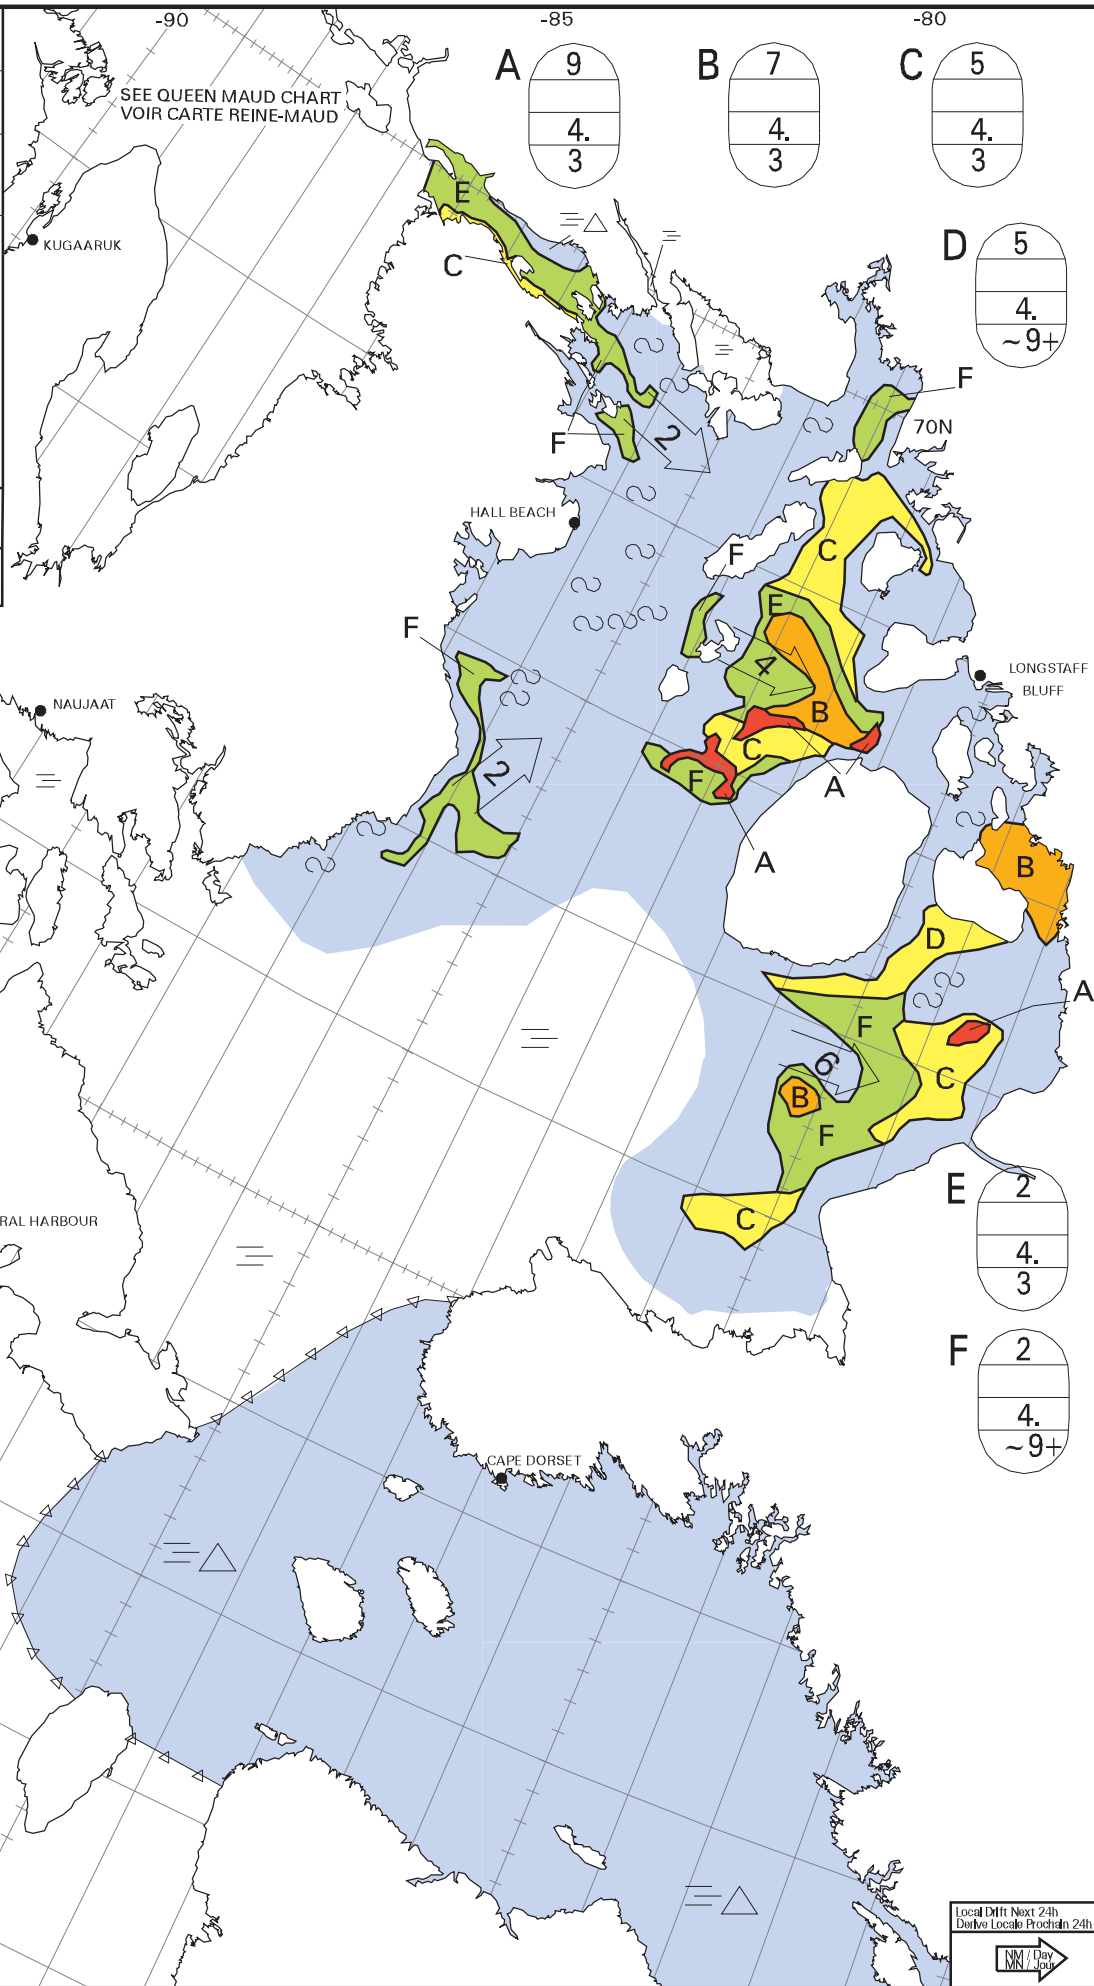 -90
-85
-80
A
9
4.
3
B
7
4.
3
C
5
4.
3
SEE QUEEN MAUD CHART
VOIR CARTE REINE-MAUD
E
D
5
4.
~9+
KUGAARUK
C
F
70N
F
2
HALL BEACH
C
F
E
F
4
LONGSTAFF
BLUFF
NAUJAAT
B
C
2
F
A
A
B
D
A
F
6
C
B
F
E
2
4.
3
C
RAL HARBOUR
F
2
4.
~9+
CAPE DORSET
Local Drift Next 24h
Derive Locale Prochain 24h
NM / Day
MN / Jour